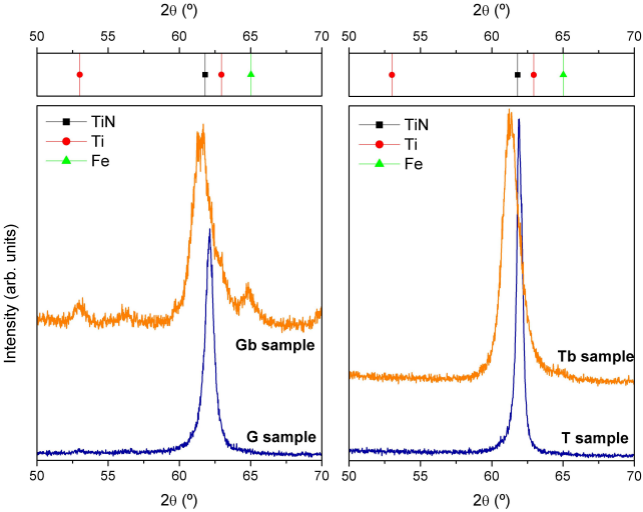 2θ (º)
2θ (º)
50 55 60 65 70
50 55 60 65 70
TiN
Ti
Fe
TiN
Ti
Fe
Intensity (arb. units)
Gb sample
Tb sample
G sample
T sample
50 55 60 65 70
50 55 60 65 70
2θ (º)
2θ (º)